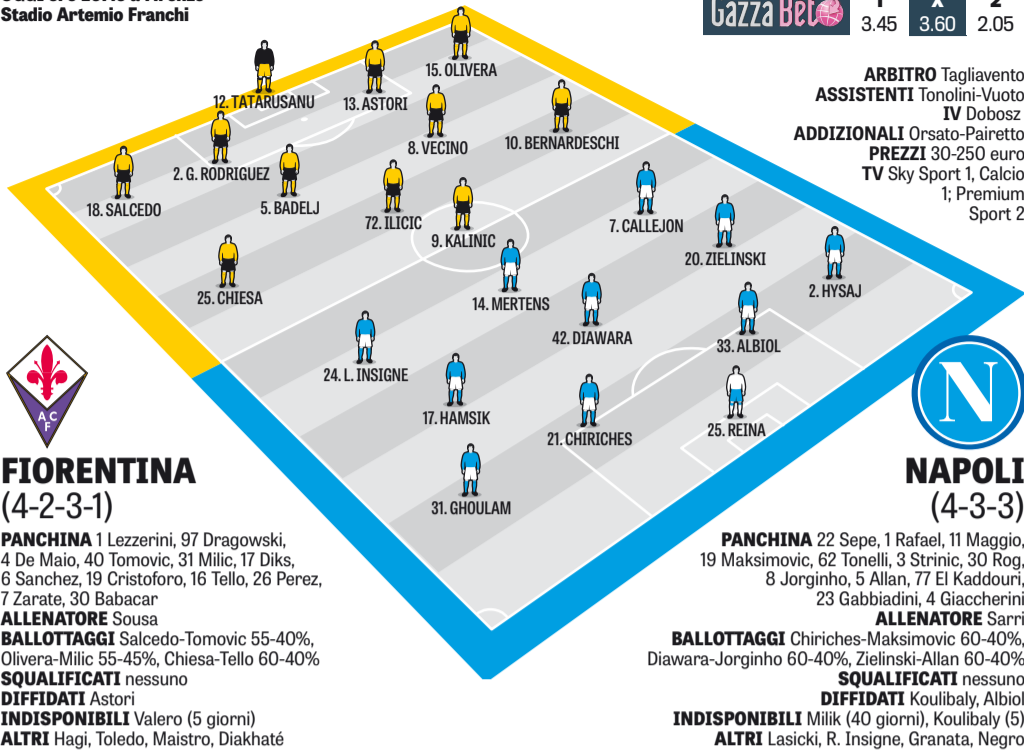 Stadio Artemio Franchi
Gazza Bet
1 X 2
3.45 3.60 2.05
ARBITRO Tagliavento
ASSISTENTI Tonolini-Vuoto
IV Dobosz
ADDIZIONALI Orsato-Pairetto
PREZZI 30-250 euro
TV Sky Sport 1, Calcio
1; Premium
Sport 2
15. OLIVERA
12. TATARUSANU
13. ASTORI
8. VECINO
10. BERNARDESCHI
2. G. RODRIGUEZ
18. SALCEDO
5. BADELJ
72. ILICIC
9. KALINIC
7. CALLEJON
20. ZIELINSKI
25. CHIESA
14. MERTENS
2. HYSAJ
42. DIAWARA
33. ALBIOL
24. L. INSIGNE
17. HAMSIK
21. CHIRICHES
25. REINA
31. GHOULAM
A C
F
FIORENTINA
(4-2-3-1)
PANCHINA 1 Lezzerini, 97 Dragowski,
4 De Maio, 40 Tomovic, 31 Milic, 17 Diks,
6 Sanchez, 19 Cristoforo, 16 Tello, 26 Perez,
7 Zarate, 30 Babacar
ALLENATORE Sousa
BALLOTTAGGI Salcedo-Tomovic 55-40%,
Olivera-Milic 55-45%, Chiesa-Tello 60-40%
SQUALIFICATI nessuno
DIFFIDATI Astori
INDISPONIBILI Valero (5 giorni)
ALTRI Hagi, Toledo, Maistro, Diakhaté
N
NAPOLI
(4-3-3)
PANCHINA 22 Sepe, 1 Rafael, 11 Maggio,
19 Maksimovic, 62 Tonelli, 3 Strinic, 30 Rog,
8 Jorginho, 5 Allan, 77 El Kaddouri,
23 Gabbiadini, 4 Giaccherini
ALLENATORE Sarri
BALLOTTAGGI Chiriches-Maksimovic 60-40%,
Diawara-Jorginho 60-40%, Zielinski-Allan 60-40%
SQUALIFICATI nessuno
DIFFIDATI Koulibaly, Albiol
INDISPONIBILI Milik (40 giorni), Koulibaly (5)
ALTRI Lasicki, R. Insigne, Granata, Negro